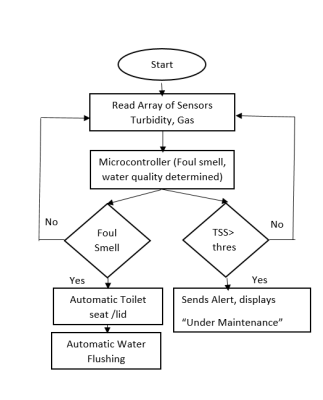 Start
Read Array of Sensors
Turbidity, Gas
Microcontroller (Foul smell,
water quality determined)
No
Foul
Smell
TSS>
thres
No
Yes
Yes
Automatic Toilet
seat /lid
Sends Alert, displays
“Under Maintenance”
Automatic Water
Flushing